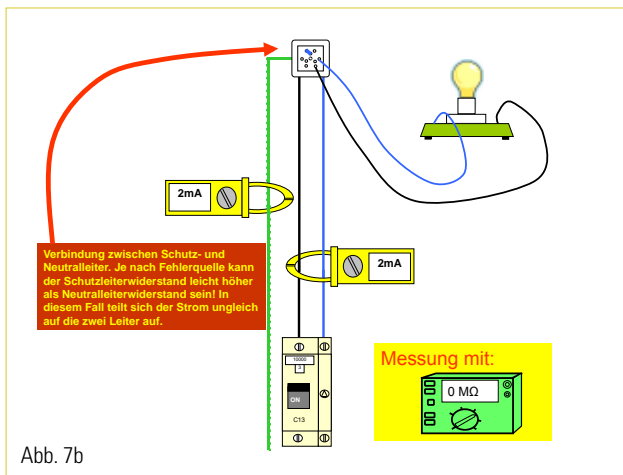 2mA
Verbindung zwischen Schutz- und
Neutralleiter. Je nach Fehlerquelle kann
der Schutzleiterwiderstand leicht höher
als Neutralleiterwiderstand sein! In
diesem Fall teilt sich der Strom ungleich
auf die zwei Leiter auf.
2mA
10000
3
ON
C13
Messung mit:
0 MΩ
Abb. 7b